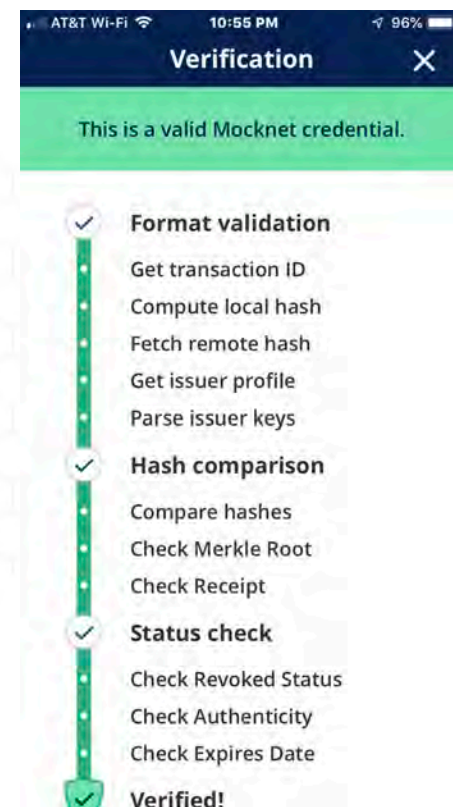 AT&T Wi-Fi 10:55 PM 96%
Verification
This is a valid Mocknet credential.
Format validation
Get transaction ID
Compute local hash
Fetch remote hash
Get issuer profile
Parse issuer keys
Hash comparison
Compare hashes
Check Merkle Root
Check Receipt
Status check
Check Revoked Status
Check Authenticity
Check Expires Date
Verified!